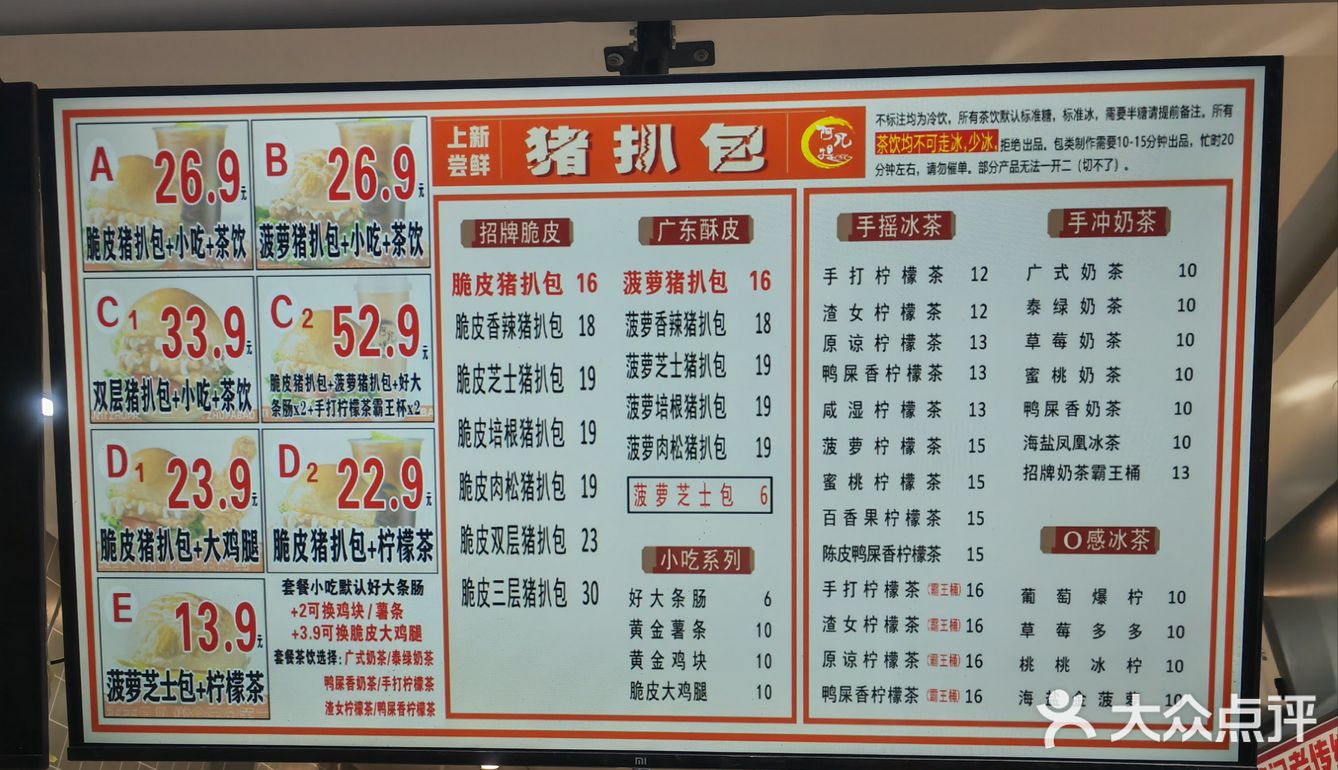 A 26.9元
脆皮猪扒包+小吃+茶饮
B 26.9元
菠萝猪扒包+小吃+茶饮
C1 33.9元
双层猪扒包+小吃+茶饮
C2 52.9元
脆皮猪扒包+菠萝猪扒包+好大
条肠x2+手打柠檬茶霸王杯x2
D1 23.9元
脆皮猪扒包+大鸡腿
D2 22.9元
脆皮猪扒包+柠檬茶
E 13.9元
菠萝芝士包+柠檬茶
套餐小吃默认好大条肠
+2可换鸡块/薯条
+3.9可换脆皮大鸡腿
套餐茶饮选择:广式奶茶/泰绿奶茶
鸭屎香奶茶/手打柠檬茶
渣女柠檬茶/鸭屎香柠檬茶
上新
尝鲜
猪扒包
不标注均为冷饮，所有茶饮默认标准糖，标准冰，需要半糖请提前备注。所有
茶饮均不可走冰,少冰,拒绝出品，包类制作需要10-15分钟出品，忙时20
分钟左右，请勿催单。部分产品无法一开二（切不了）。
招牌脆皮
脆皮猪扒包 16
脆皮香辣猪扒包 18
脆皮芝士猪扒包 19
脆皮培根猪扒包 19
脆皮肉松猪扒包 19
脆皮双层猪扒包 23
脆皮三层猪扒包 30
广东酥皮
菠萝猪扒包 16
菠萝香辣猪扒包 18
菠萝芝士猪扒包 19
菠萝培根猪扒包 19
菠萝肉松猪扒包 19
菠萝芝士包 6
小吃系列
好大条肠 6
黄金薯条 10
黄金鸡块 10
脆皮大鸡腿 10
手摇冰茶
手打柠檬茶 12
渣女柠檬茶 12
原谅柠檬茶 13
鸭屎香柠檬茶 13
咸湿柠檬茶 13
菠萝柠檬茶 15
蜜桃柠檬茶 15
百香果柠檬茶 15
陈皮鸭屎香柠檬茶 15
手打柠檬茶(霸王桶) 16
渣女柠檬茶(霸王桶) 16
原谅柠檬茶(霸王桶) 16
鸭屎香柠檬茶(霸王桶) 16
手冲奶茶
广式奶茶 10
泰绿奶茶 10
草莓奶茶 10
蜜桃奶茶 10
鸭屎香奶茶 10
海盐凤凰冰茶 10
招牌奶茶霸王桶 13
O感冰茶
葡萄爆柠 10
草莓多多 10
桃桃冰柠 10
海盐金菠萝 10
大众点评
mi